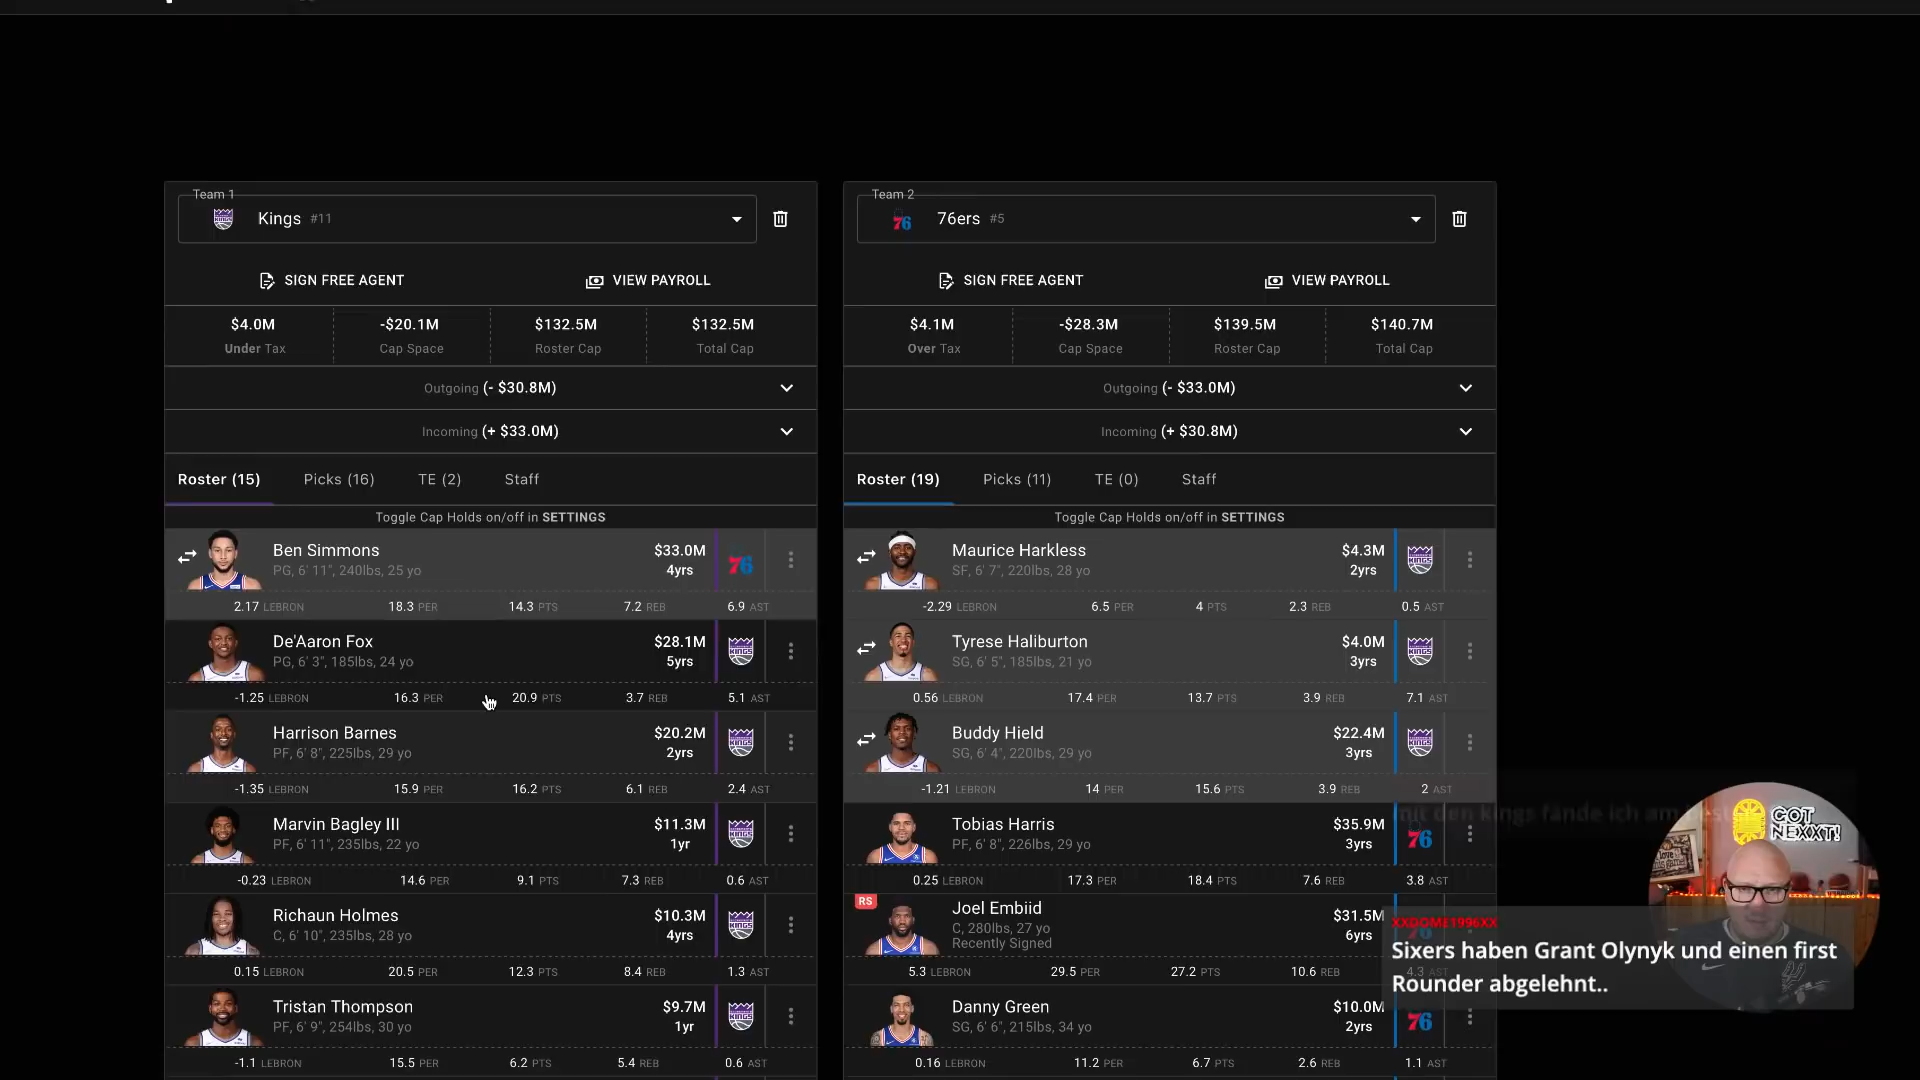 Team 1
Kings #11
SIGN FREE AGENT
VIEW PAYROLL
$4.0M
-$20.1M
$132.5M
$132.5M
Under Tax
Cap Space
Roster Cap
Total Cap
Outgoing (- $30.8M)
Incoming (+ $33.0M)
Roster (15)
Picks (16)
TE (2)
Staff
Toggle Cap Holds on/off in SETTINGS
Ben Simmons
$33.0M
PG, 6' 11", 240lbs, 25 yo
4yrs
76
2.17 LEBRON 18.3 PER 14.3 PTS 7.2 REB 6.9 AST
De'Aaron Fox
$28.1M
PG, 6' 3", 185lbs, 24 yo
5yrs
-1.25 LEBRON 16.3 PER 20.9 PTS 3.7 REB 5.1 AST
Harrison Barnes
$20.2M
PF, 6' 8", 225lbs, 29 yo
2yrs
-1.35 LEBRON 15.9 PER 16.2 PTS 6.1 REB 2.4 AST
Marvin Bagley III
$11.3M
PF, 6' 11", 235lbs, 22 yo
1yr
-0.23 LEBRON 14.6 PER 9.1 PTS 7.3 REB 0.6 AST
Richaun Holmes
$10.3M
C, 6' 10", 235lbs, 28 yo
4yrs
0.15 LEBRON 20.5 PER 12.3 PTS 8.4 REB 1.3 AST
Tristan Thompson
$9.7M
PF, 6' 9", 254lbs, 30 yo
1yr
-1.1 LEBRON 15.5 PER 6.2 PTS 5.4 REB 0.6 AST
Team 2
76
76ers #5
SIGN FREE AGENT
VIEW PAYROLL
$4.1M
-$28.3M
$139.5M
$140.7M
Over Tax
Cap Space
Roster Cap
Total Cap
Outgoing (- $33.0M)
Incoming (+ $30.8M)
Roster (19)
Picks (11)
TE (0)
Staff
Toggle Cap Holds on/off in SETTINGS
Maurice Harkless
$4.3M
SF, 6' 7", 220lbs, 28 yo
2yrs
-2.29 LEBRON 6.5 PER 4 PTS 2.3 REB 0.5 AST
Tyrese Haliburton
$4.0M
SG, 6' 5", 185lbs, 21 yo
3yrs
0.56 LEBRON 17.4 PER 13.7 PTS 3.9 REB 7.1 AST
Buddy Hield
$22.4M
SG, 6' 4", 220lbs, 29 yo
3yrs
-1.21 LEBRON 14 PER 15.6 PTS 3.9 REB 2 AST
Tobias Harris
$35.9M
PF, 6' 8", 226lbs, 29 yo
3yrs
76
0.25 LEBRON 17.3 PER 18.4 PTS 7.6 REB 3.8 AST
RS
Joel Embiid
$31.5M
C, 280lbs, 27 yo
6yrs
Recently Signed
5.3 LEBRON 29.5 PER 27.2 PTS 10.6 REB 4.3 AST
Danny Green
$10.0M
SG, 6' 6", 215lbs, 34 yo
2yrs
76
0.16 LEBRON 11.2 PER 6.7 PTS 2.6 REB 1.1 AST
mit den kings fände ich am
GOT
NEXXT!
XXDOME1996XX
Sixers haben Grant Olynyk und einen first
Rounder abgelehnt..